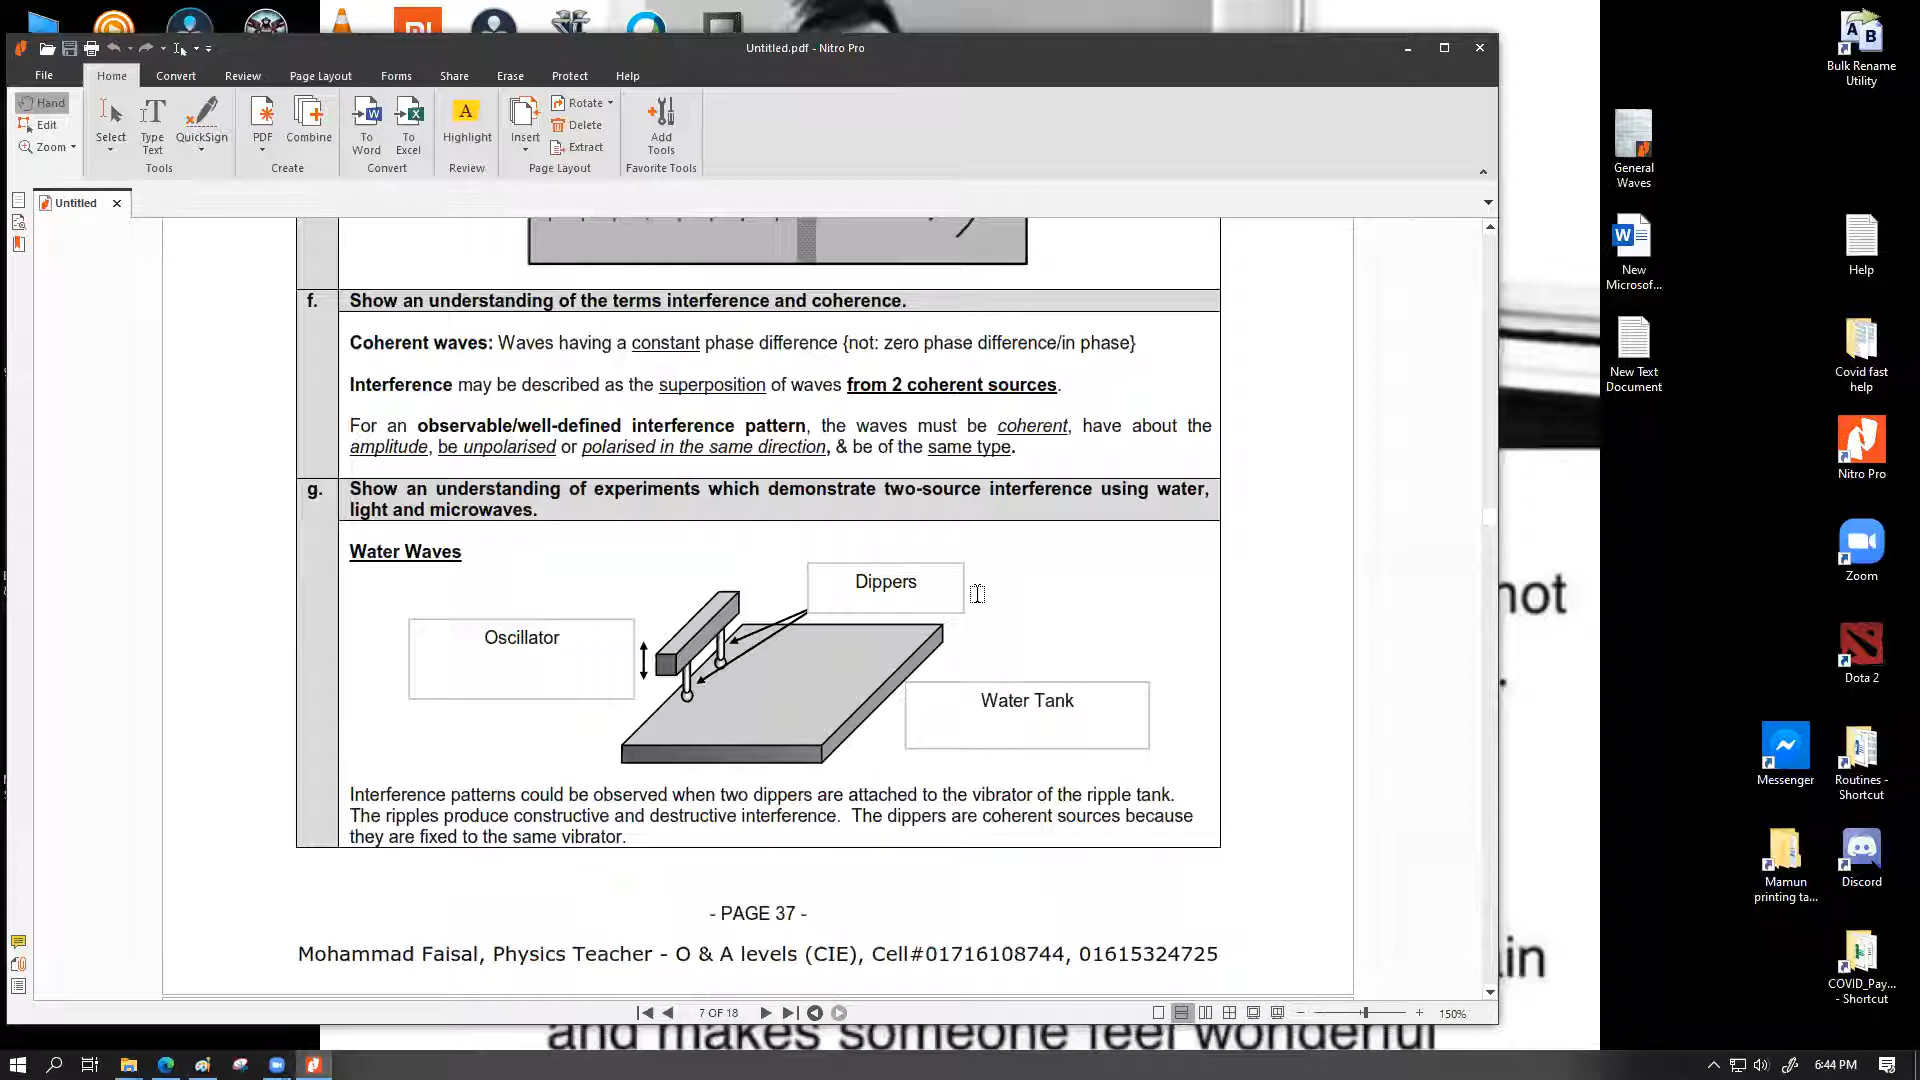 Untitled.pdf - Nitro Pro
File
Home
Convert
Review
Page Layout
Forms
Share
Erase
Protect
Help
Hand
Edit
Zoom
Select
Type Text
QuickSign
Tools
PDF
Combine
Create
To Word
To Excel
Convert
Highlight
Review
Insert
Rotate
Delete
Extract
Page Layout
Add Tools
Favorite Tools
Untitled
f. Show an understanding of the terms interference and coherence.
Coherent waves: Waves having a constant phase difference {not: zero phase difference/in phase}
Interference may be described as the superposition of waves from 2 coherent sources.
For an observable/well-defined interference pattern, the waves must be coherent, have about the
amplitude, be unpolarised or polarised in the same direction, & be of the same type.
g. Show an understanding of experiments which demonstrate two-source interference using water,
light and microwaves.
Water Waves
Dippers
Oscillator
Water Tank
Interference patterns could be observed when two dippers are attached to the vibrator of the ripple tank.
The ripples produce constructive and destructive interference. The dippers are coherent sources because
they are fixed to the same vibrator.
- PAGE 37 -
Mohammad Faisal, Physics Teacher - O & A levels (CIE), Cell#01716108744, 01615324725
7 OF 18
150%
and makes someone feel wonderful
Bulk Rename
Utility
General
Waves
New
Microsof...
Help
New Text
Document
Covid fast
help
Nitro Pro
Zoom
not
Dota 2
Messenger
Routines -
Shortcut
Mamun
printing ta...
Discord
COVID_Pay...
- Shortcut
6:44 PM